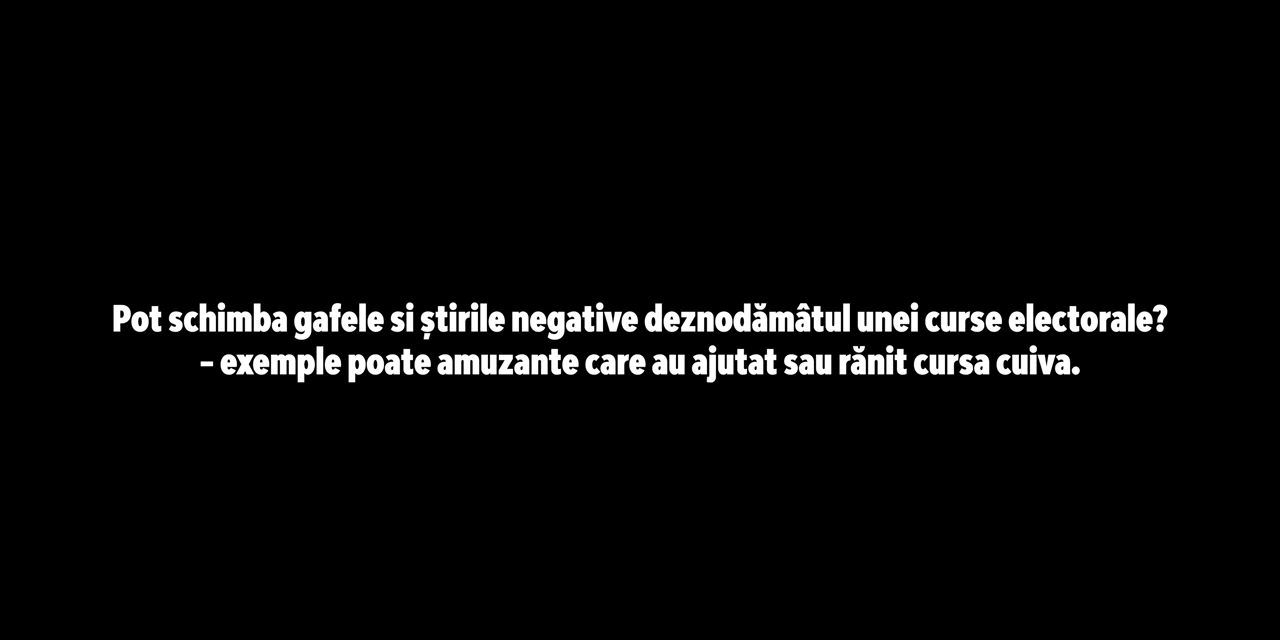 Pot schimba gafele si știrile negative deznodămâtul unei curse electorale?
– exemple poate amuzante care au ajutat sau rănit cursa cuiva.